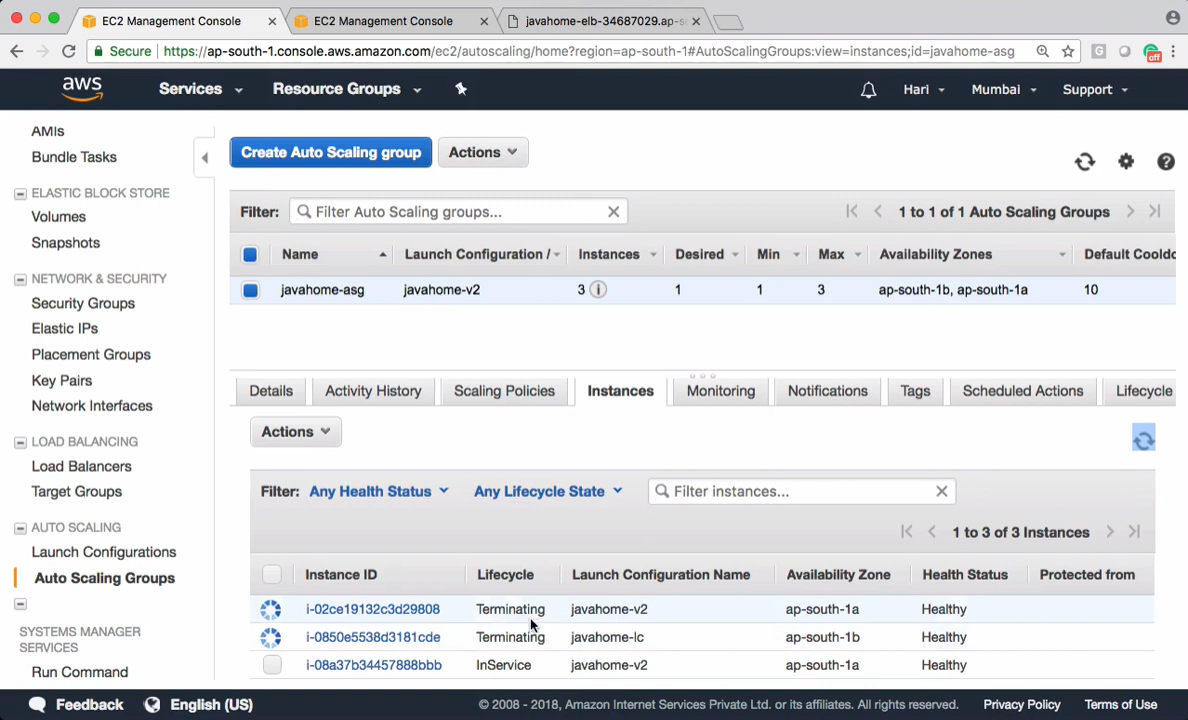 EC2 Management Console
EC2 Management Console
javahome-elb-34687029.ap-s
Secure https://ap-south-1.console.aws.amazon.com/ec2/autoscaling/home?region=ap-south-1#AutoScalingGroups:view=instances;id=javahome-asg
G
off
aws Services Resource Groups Hari Mumbai Support
AMIs
Bundle Tasks
ELASTIC BLOCK STORE
Volumes
Snapshots
NETWORK & SECURITY
Security Groups
Elastic IPs
Placement Groups
Key Pairs
Network Interfaces
LOAD BALANCING
Load Balancers
Target Groups
AUTO SCALING
Launch Configurations
Auto Scaling Groups
SYSTEMS MANAGER
SERVICES
Run Command
Create Auto Scaling group Actions
Filter: Filter Auto Scaling groups... 1 to 1 of 1 Auto Scaling Groups
Name Launch Configuration / Instances Desired Min Max Availability Zones Default Cooldo
javahome-asg javahome-v2 3 1 1 3 ap-south-1b, ap-south-1a 10
Details Activity History Scaling Policies Instances Monitoring Notifications Tags Scheduled Actions Lifecycle
Actions
Filter: Any Health Status Any Lifecycle State Filter instances...
1 to 3 of 3 Instances
Instance ID Lifecycle Launch Configuration Name Availability Zone Health Status Protected from
i-02ce19132c3d29808 Terminating javahome-v2 ap-south-1a Healthy
i-0850e5538d3181cde Terminating javahome-lc ap-south-1b Healthy
i-08a37b34457888bbb InService javahome-v2 ap-south-1a Healthy
Feedback English (US) © 2008 - 2018, Amazon Internet Services Private Ltd. or its affiliates. All rights reserved. Privacy Policy Terms of Use